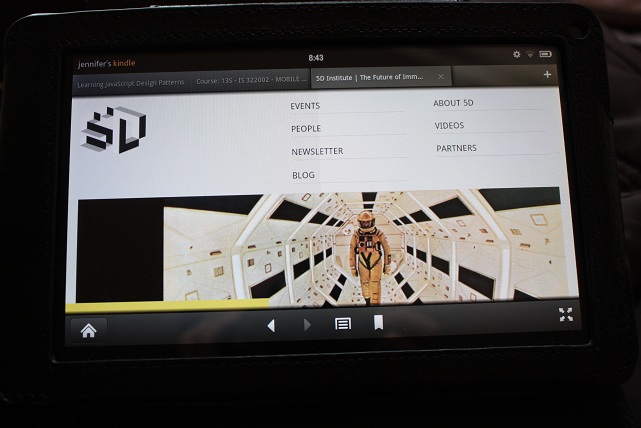 jennifer's kindle
8:43
Learning JavaScript Design Patterns
Course: 13S - IS 322002 - MOBILE ...
5D Institute | The Future of Imm...
5D
EVENTS
ABOUT 5D
PEOPLE
VIDEOS
NEWSLETTER
PARTNERS
BLOG